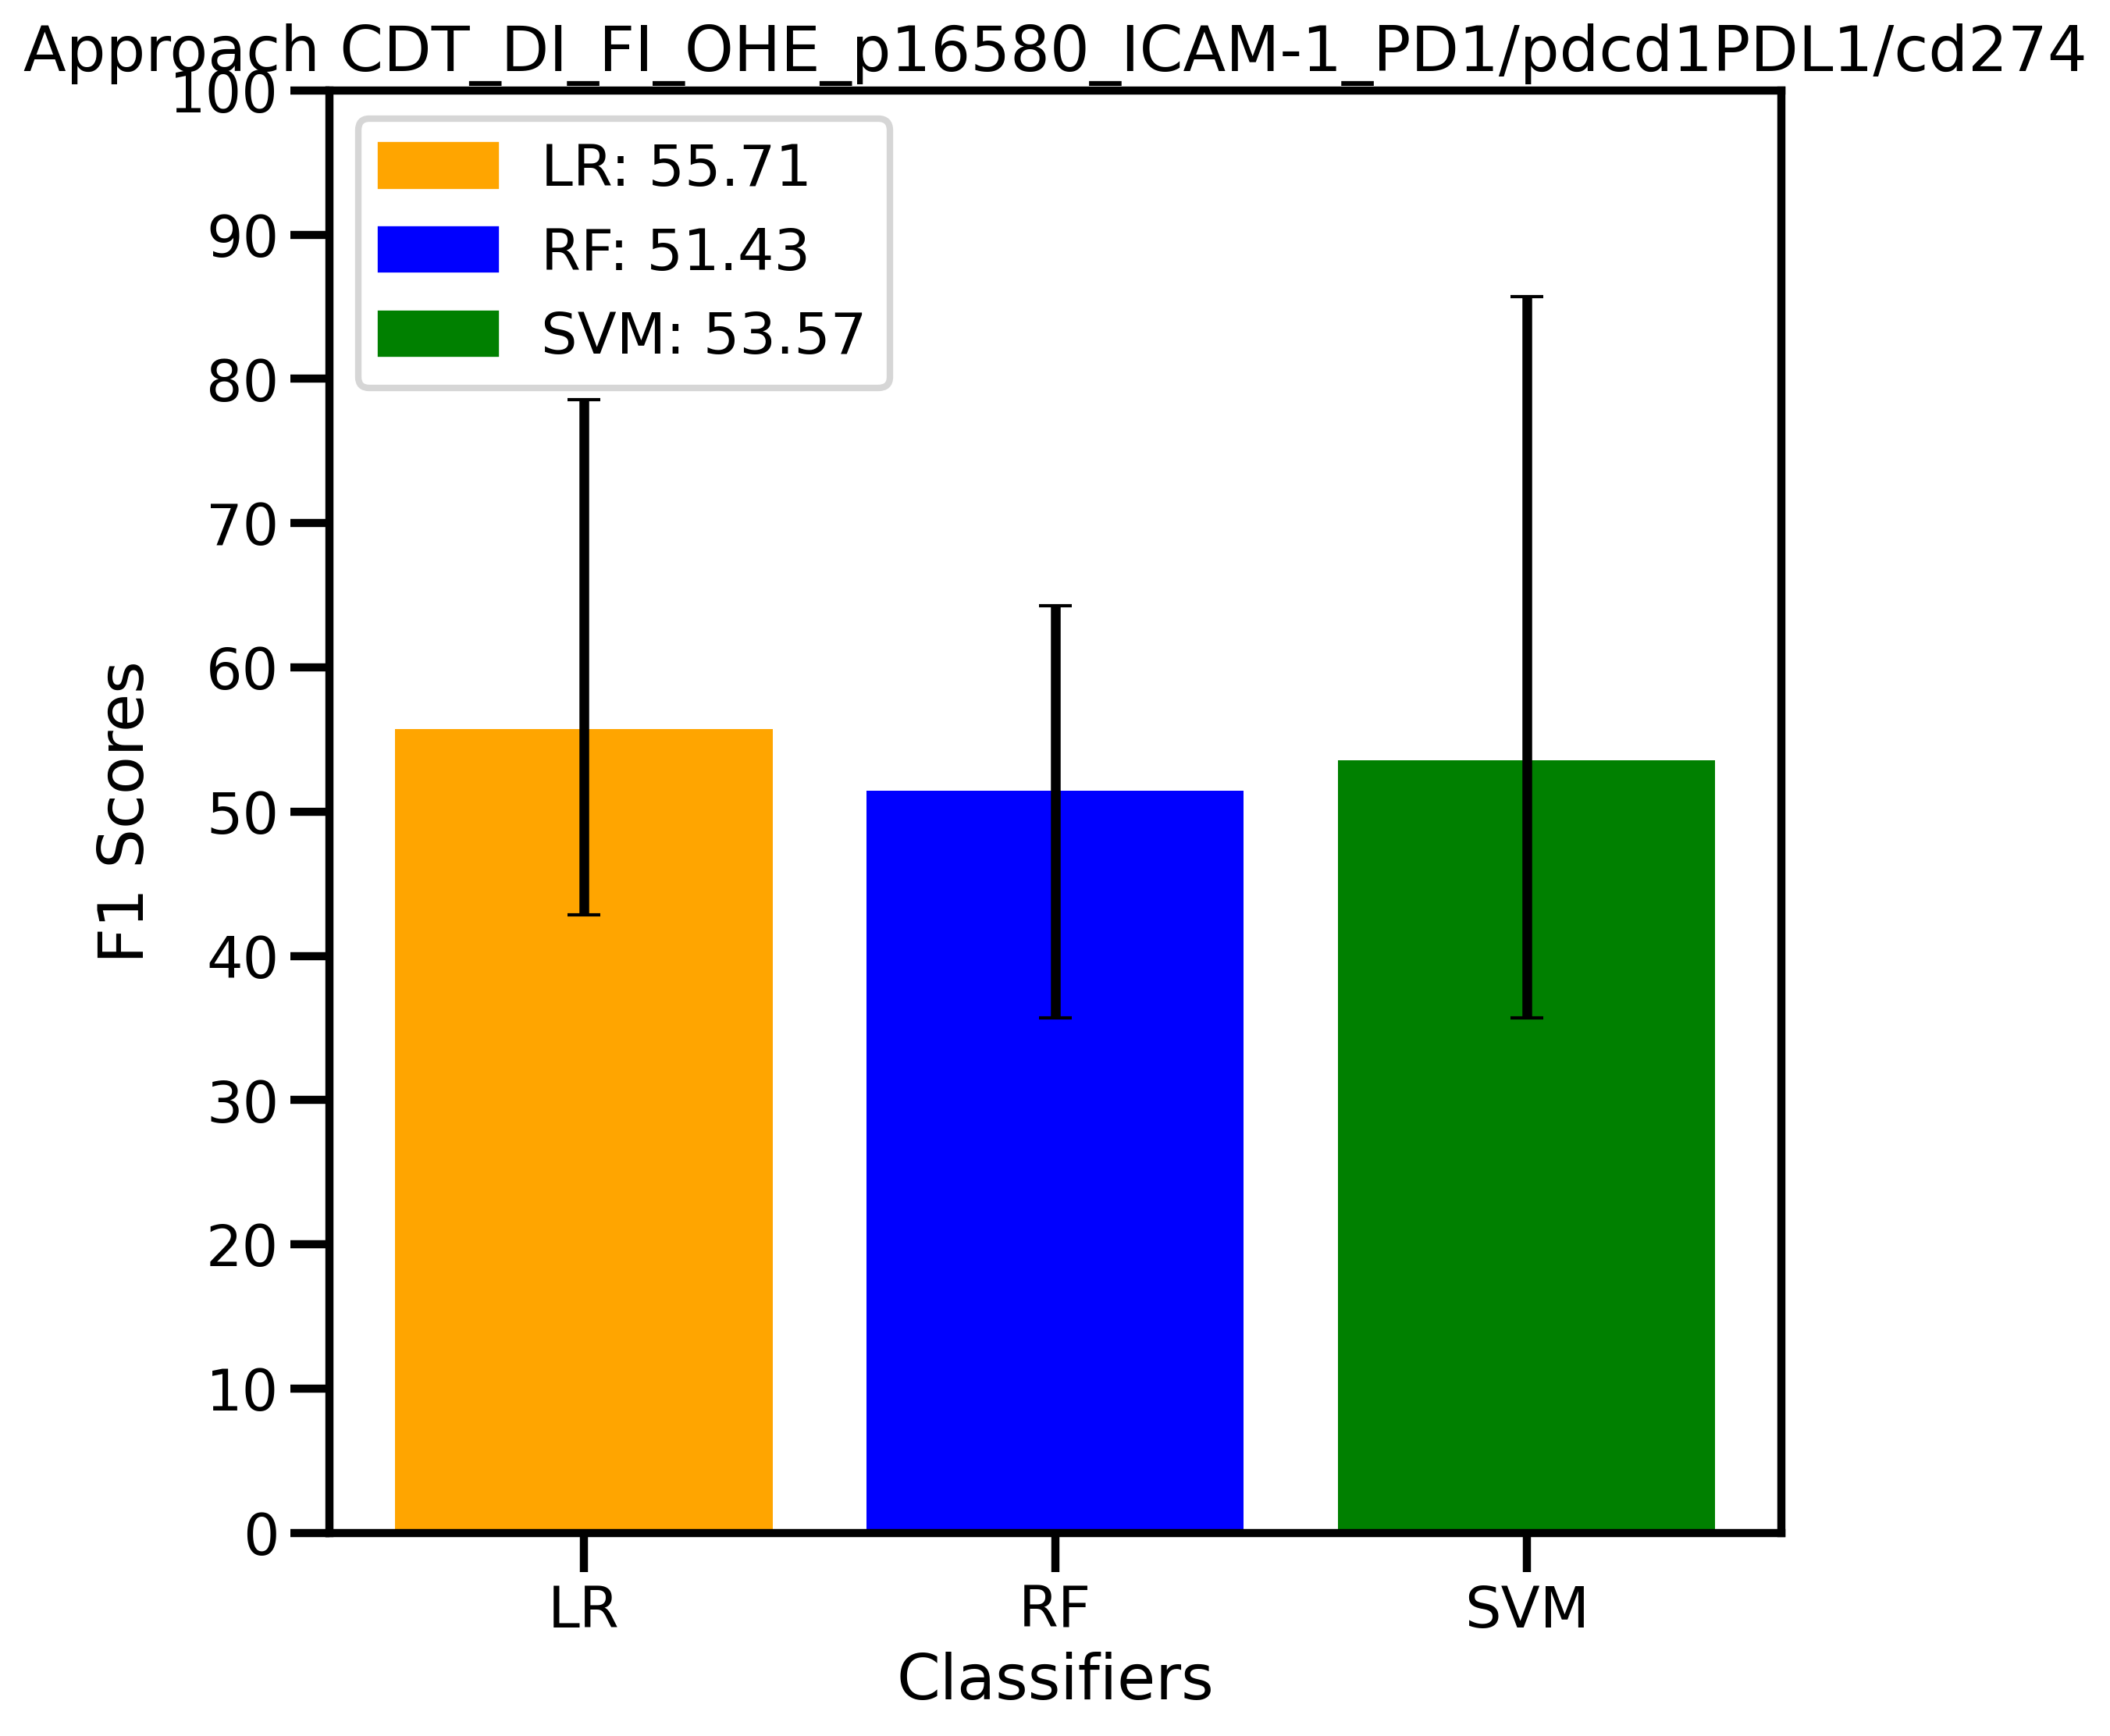 Approach CDT_DI_FI_OHE_p16580_ICAM-1_PD1/pdcd1PDL1/cd274
100
90
80
70
60
50
40
30
20
10
0
F1 Scores
LR: 55.71
RF: 51.43
SVM: 53.57
LR
RF
SVM
Classifiers